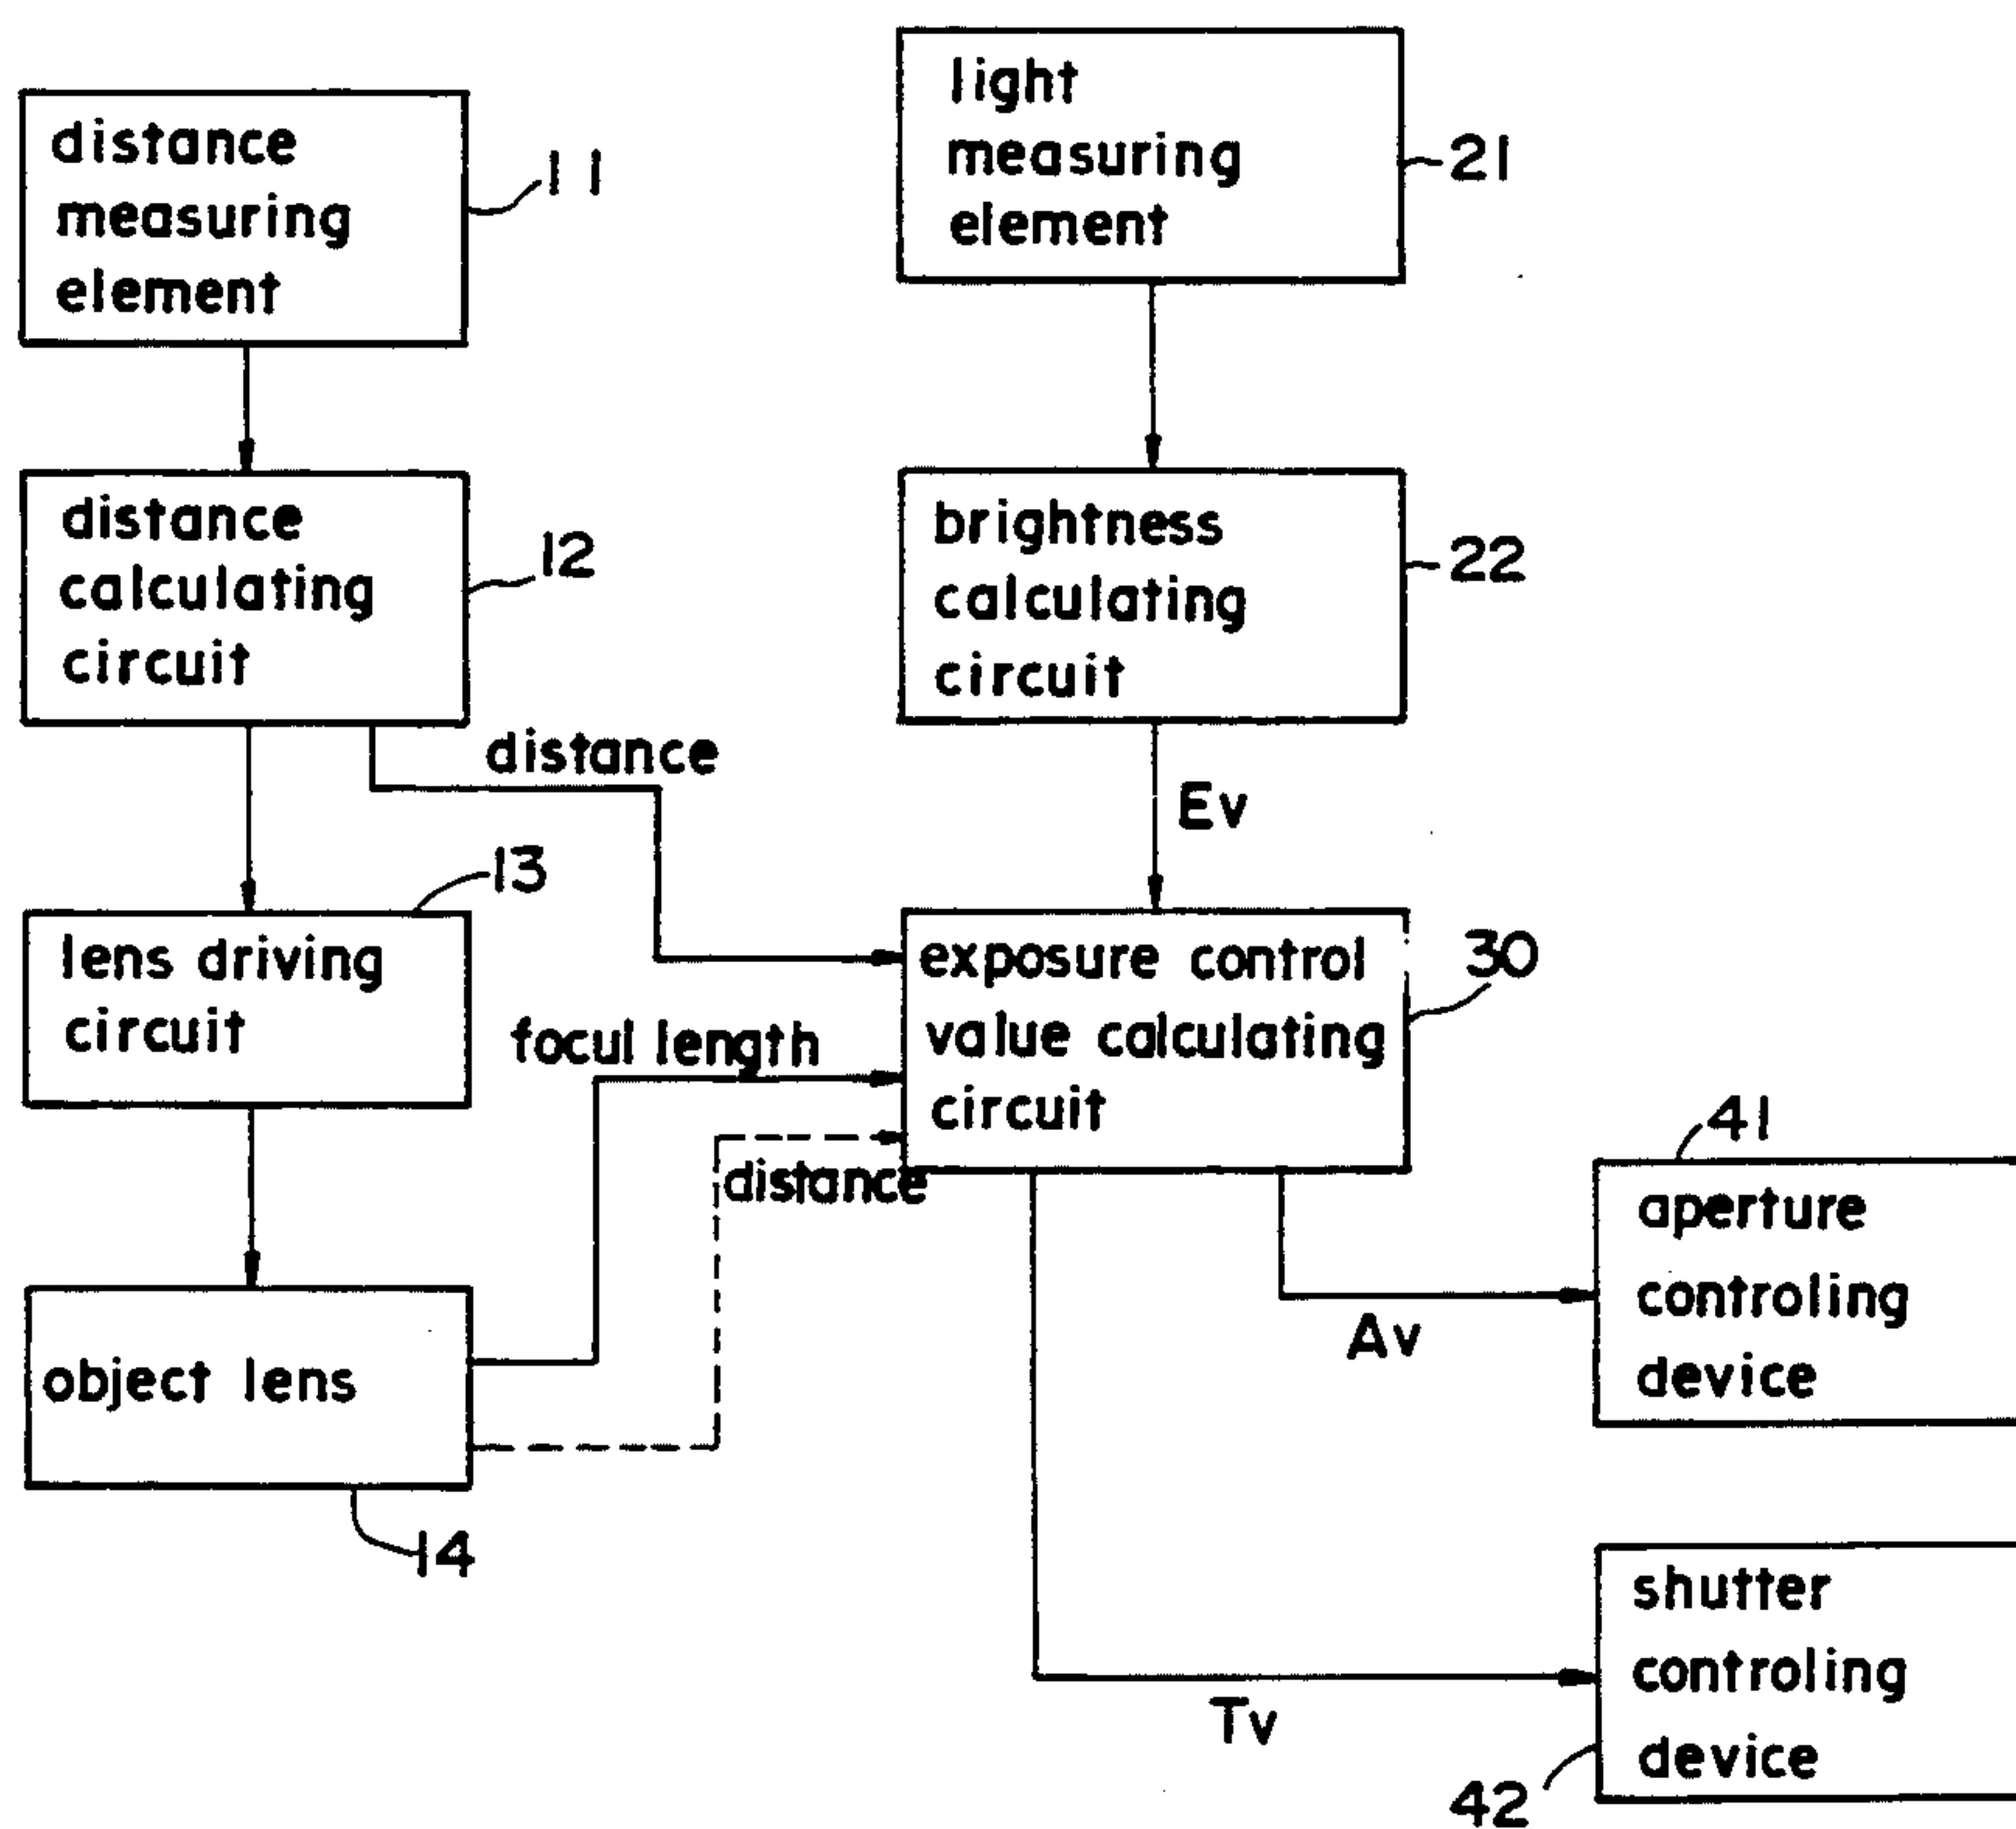 distance
measuring
element
11
light
measuring
element
21
distance
calculating
circuit
12
brightness
calculating
circuit
22
distance
Ev
13
lens driving
circuit
exposure control
value calculating
circuit
30
focul length
distance
41
aperture
controling
device
Av
object lens
14
shutter
controling
device
Tv
42